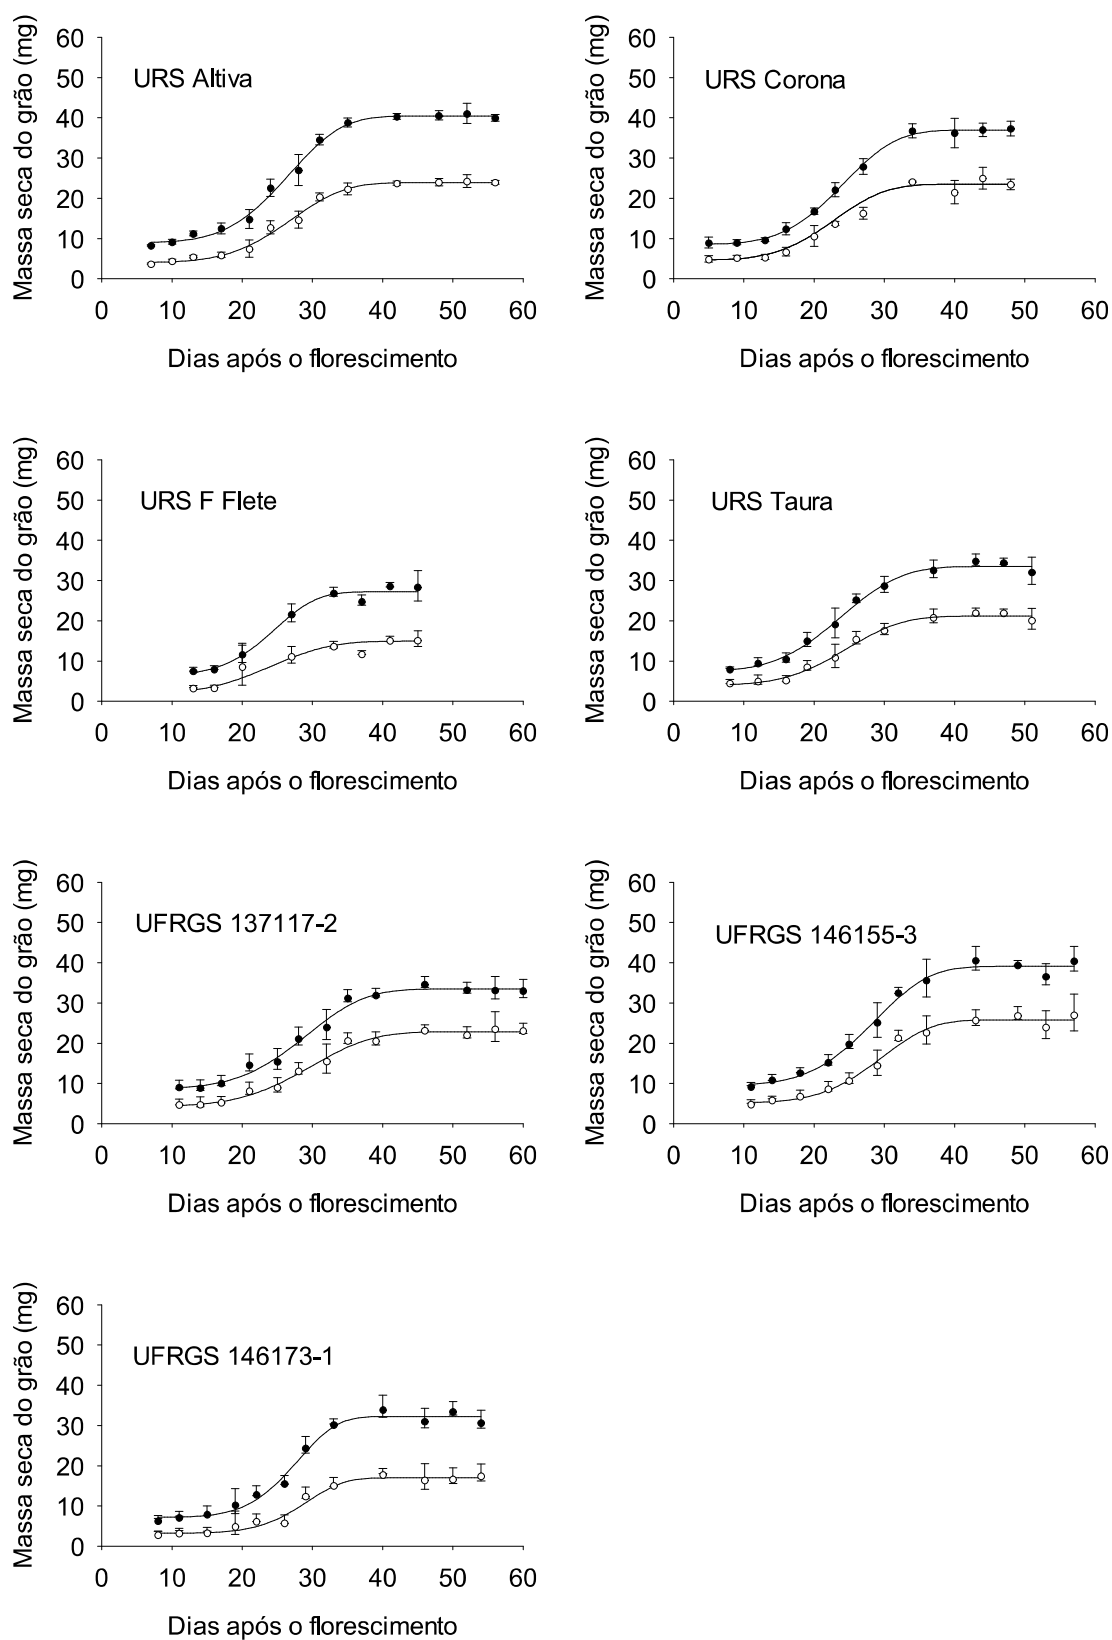 Massa seca do grão (mg)
60
50
40
30
20
10
0
URS Altiva
0 10 20 30 40 50 60
Dias após o florescimento
Massa seca do grão (mg)
60
50
40
30
20
10
0
URS Corona
0 10 20 30 40 50 60
Dias após o florescimento
Massa seca do grão (mg)
60
50
40
30
20
10
0
URS F Flete
0 10 20 30 40 50 60
Dias após o florescimento
Massa seca do grão (mg)
60
50
40
30
20
10
0
URS Taura
0 10 20 30 40 50 60
Dias após o florescimento
Massa seca do grão (mg)
60
50
40
30
20
10
0
UFRGS 137117-2
0 10 20 30 40 50 60
Dias após o florescimento
Massa seca do grão (mg)
60
50
40
30
20
10
0
UFRGS 146155-3
0 10 20 30 40 50 60
Dias após o florescimento
Massa seca do grão (mg)
60
50
40
30
20
10
0
UFRGS 146173-1
0 10 20 30 40 50 60
Dias após o florescimento